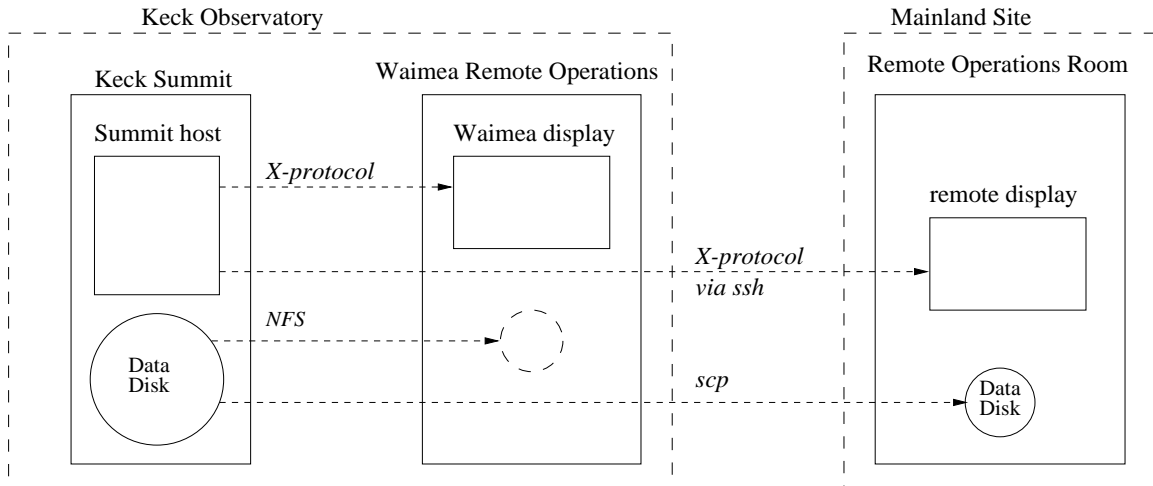 Keck Observatory
Mainland Site
Keck Summit
Waimea Remote Operations
Remote Operations Room
Summit host
Waimea display
X-protocol
remote display
X-protocol
via ssh
NFS
Data
Disk
scp
Data
Disk